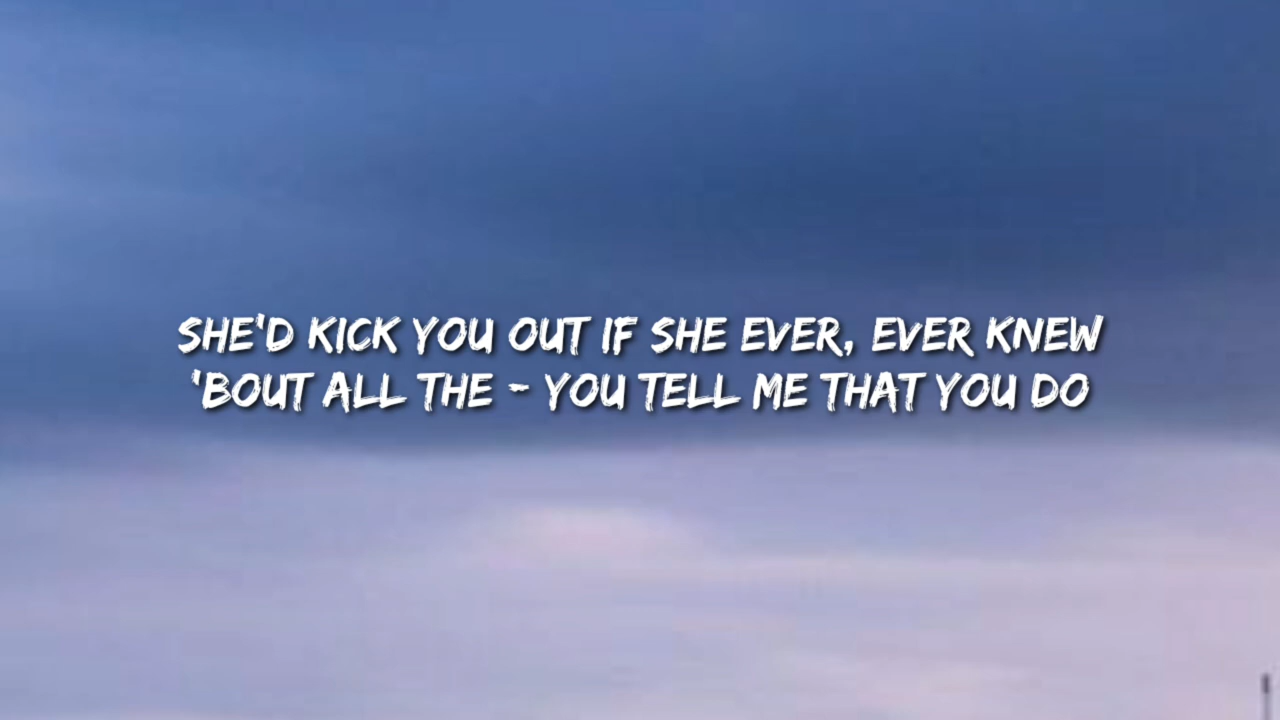 SHE'D KICK YOU OUT IF SHE EVER, EVER KNEW
'BOUT ALL THE - YOU TELL ME THAT YOU DO